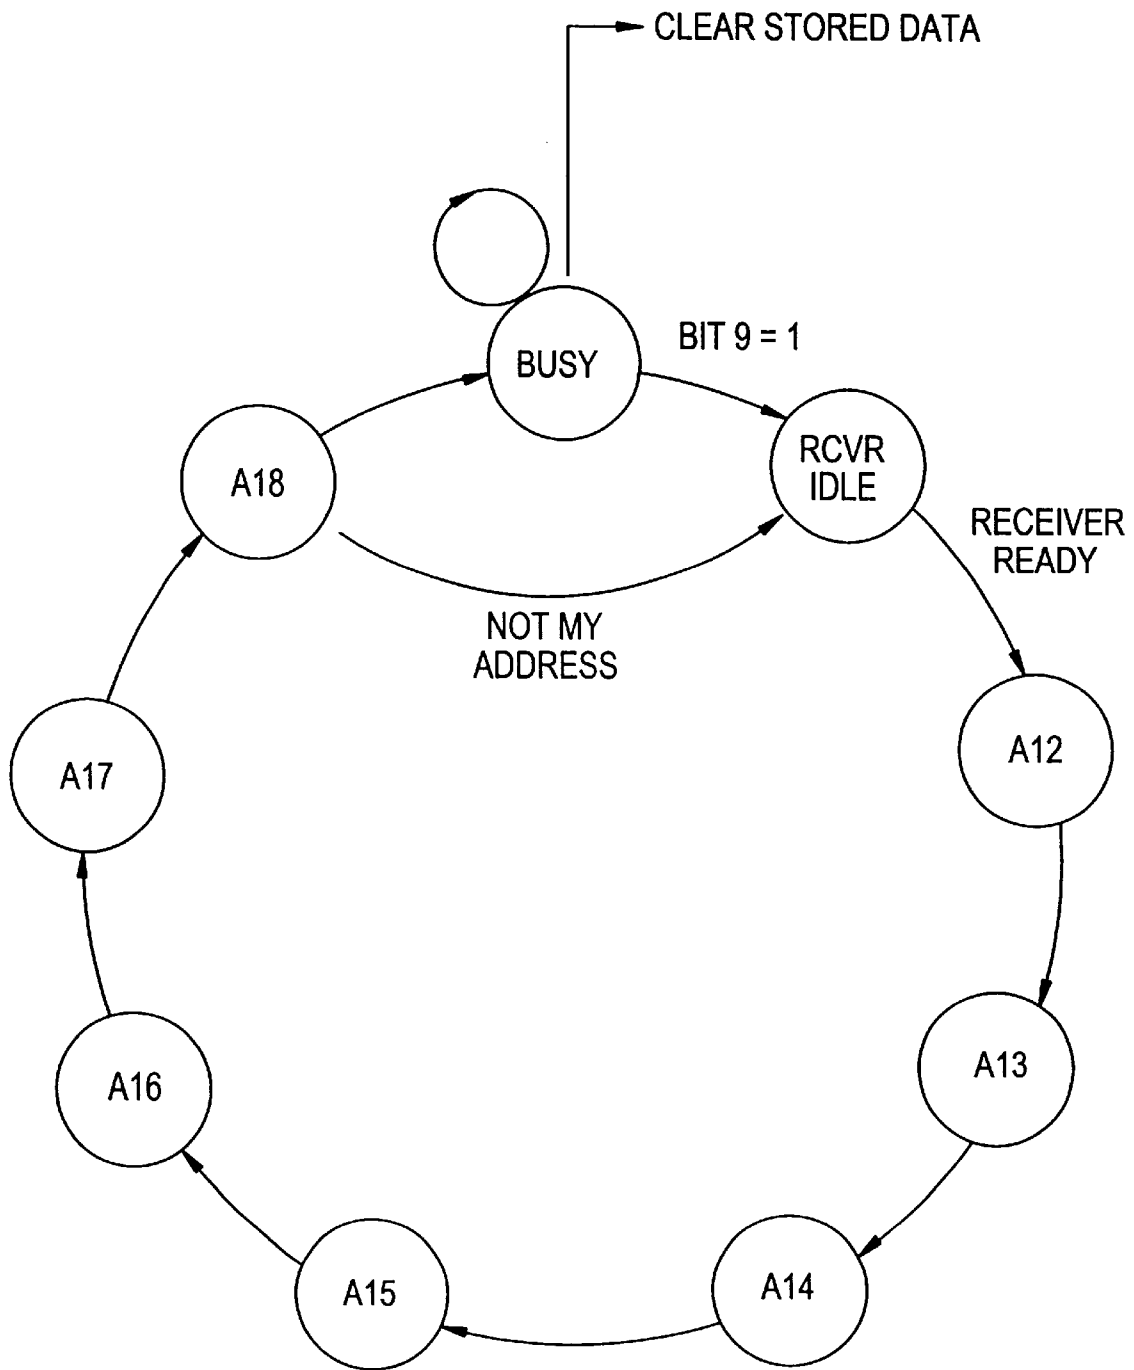 CLEAR STORED DATA
BIT 9 = 1
BUSY
RCVR
IDLE
A18
RECEIVER
READY
NOT MY
ADDRESS
A12
A17
A13
A16
A14
A15